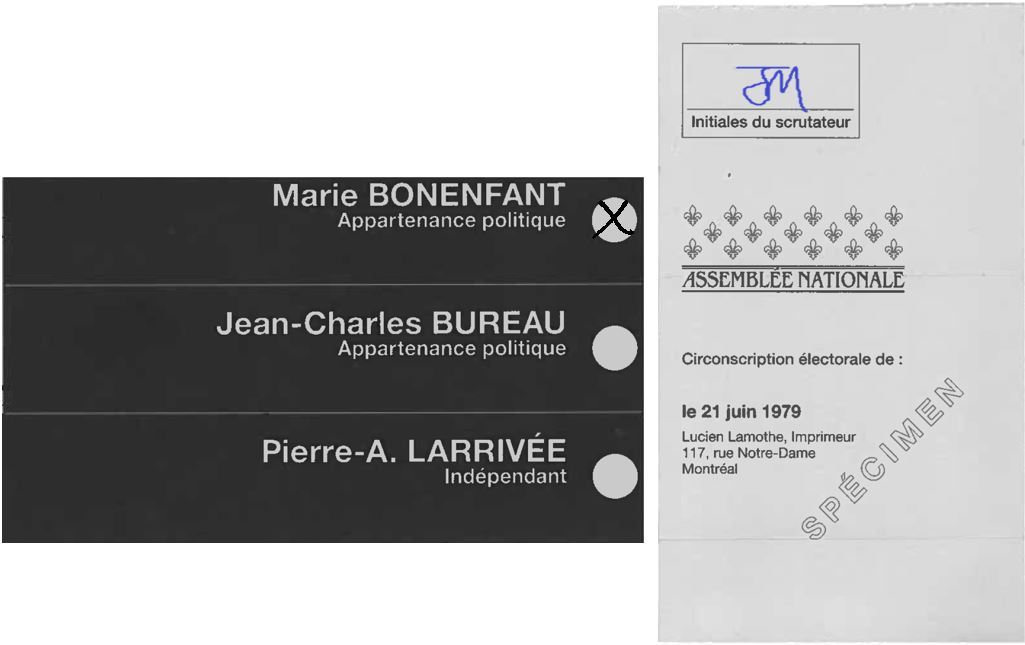 Marie BONENFANT
Appartenance politique
X
Jean-Charles BUREAU
Appartenance politique
Pierre-A. LARRIVÉE
Indépendant
JM
Initiales du scrutateur
ASSEMBLÉE NATIONALE
Circonscription électorale de :
le 21 juin 1979
Lucien Lamothe, Imprimeur
117, rue Notre-Dame
Montréal
SPÉCIMEN